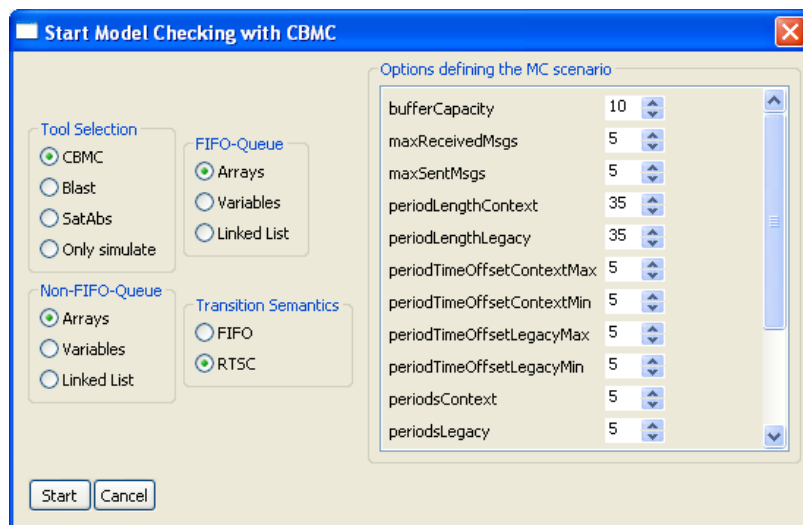 Start Model Checking with CBMC
Tool Selection
CBMC
Blast
SatAbs
Only simulate
FIFO-Queue
Arrays
Variables
Linked List
Non-FIFO-Queue
Arrays
Variables
Linked List
Transition Semantics
FIFO
RTSC
Options defining the MC scenario
bufferCapacity 10
maxReceivedMsgs 5
maxSentMsgs 5
periodLengthContext 35
periodLengthLegacy 35
periodTimeOffsetContextMax 5
periodTimeOffsetContextMin 5
periodTimeOffsetLegacyMax 5
periodTimeOffsetLegacyMin 5
periodsContext 5
periodsLegacy 5
Start Cancel